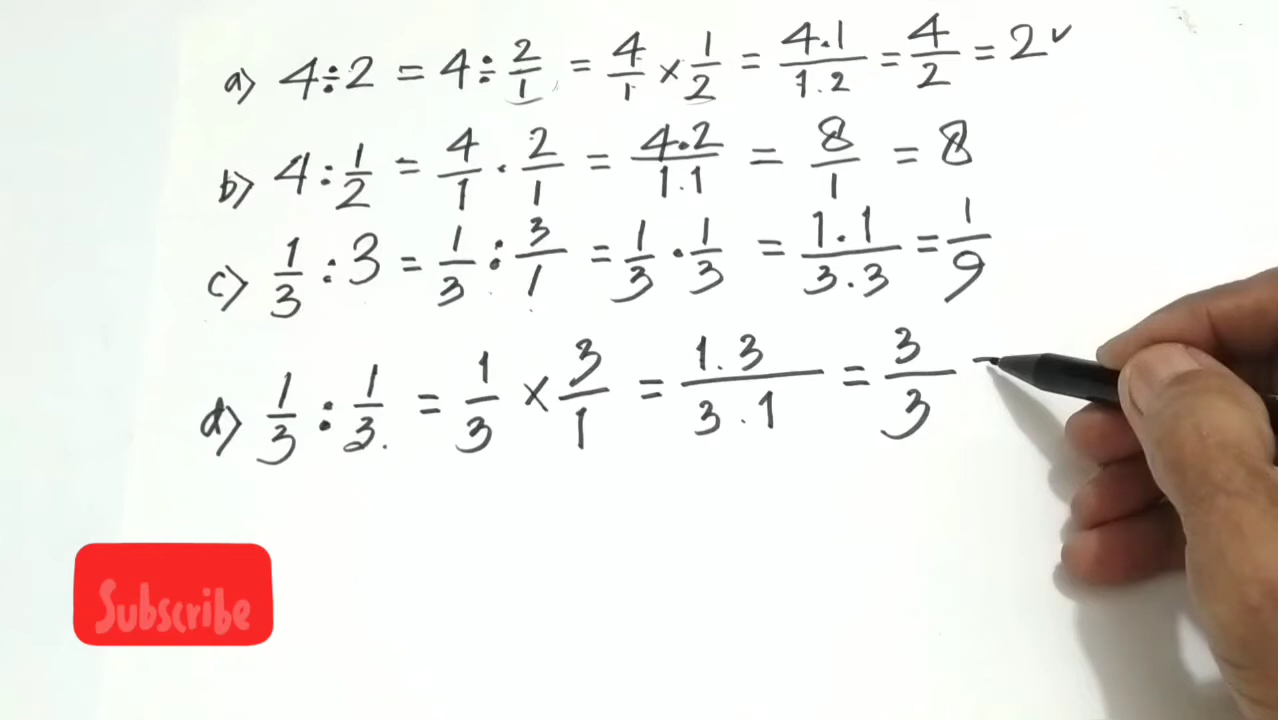 a) 4÷2 = 4÷2/1 = 4/1 × 1/2 = 4.1/1.2 = 4/2 = 2 ✓
b) 4:1/2 = 4/1 · 2/1 = 4.2/1.1 = 8/1 = 8
c) 1/3 : 3 = 1/3 : 3/1 = 1/3 · 1/3 = 1.1/3.3 = 1/9
d) 1/3 : 1/3 = 1/3 × 3/1 = 1.3/3.1 = 3/3 -
Subscribe